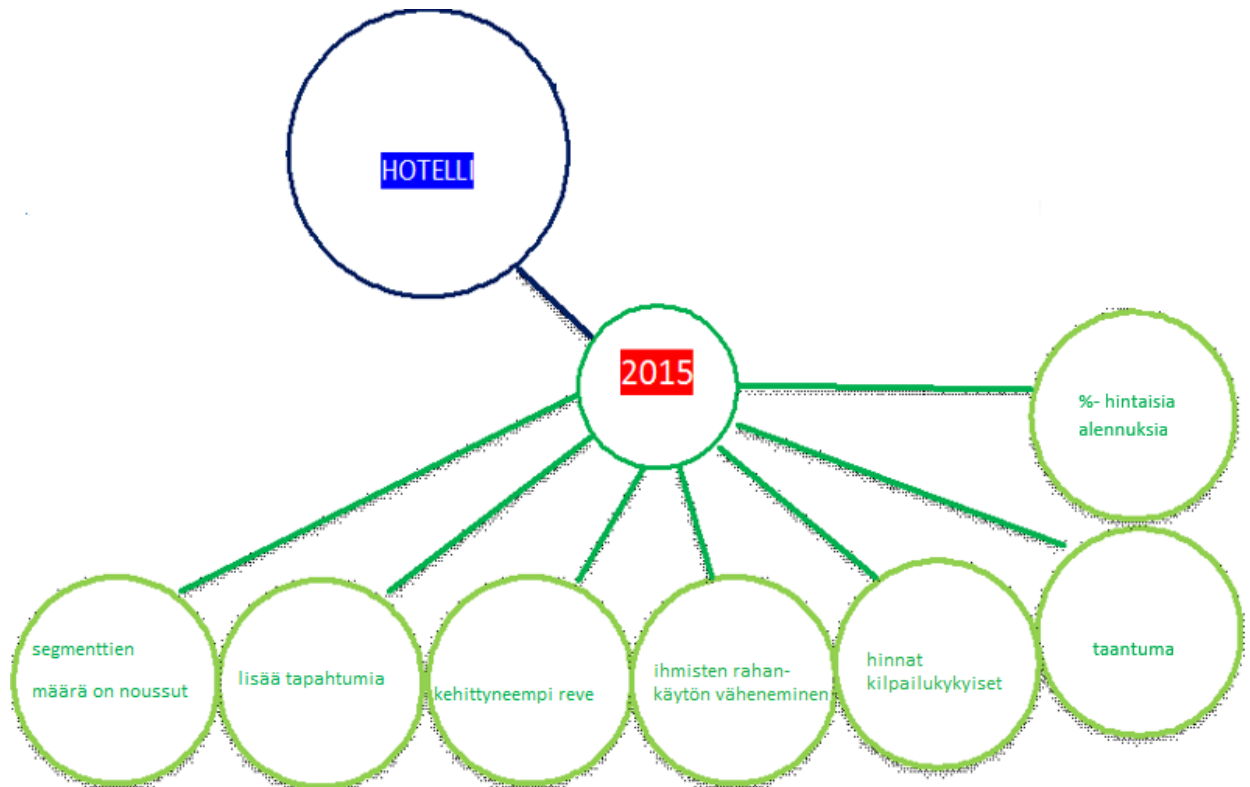 HOTELLI
2015
%- hintaisia
alennuksia
segmenttien
määrä on noussut
lisää tapahtumia
kehittyneempi reve
ihmisten rahan-
käytön väheneminen
hinnat
kilpailukykyiset
taantuma